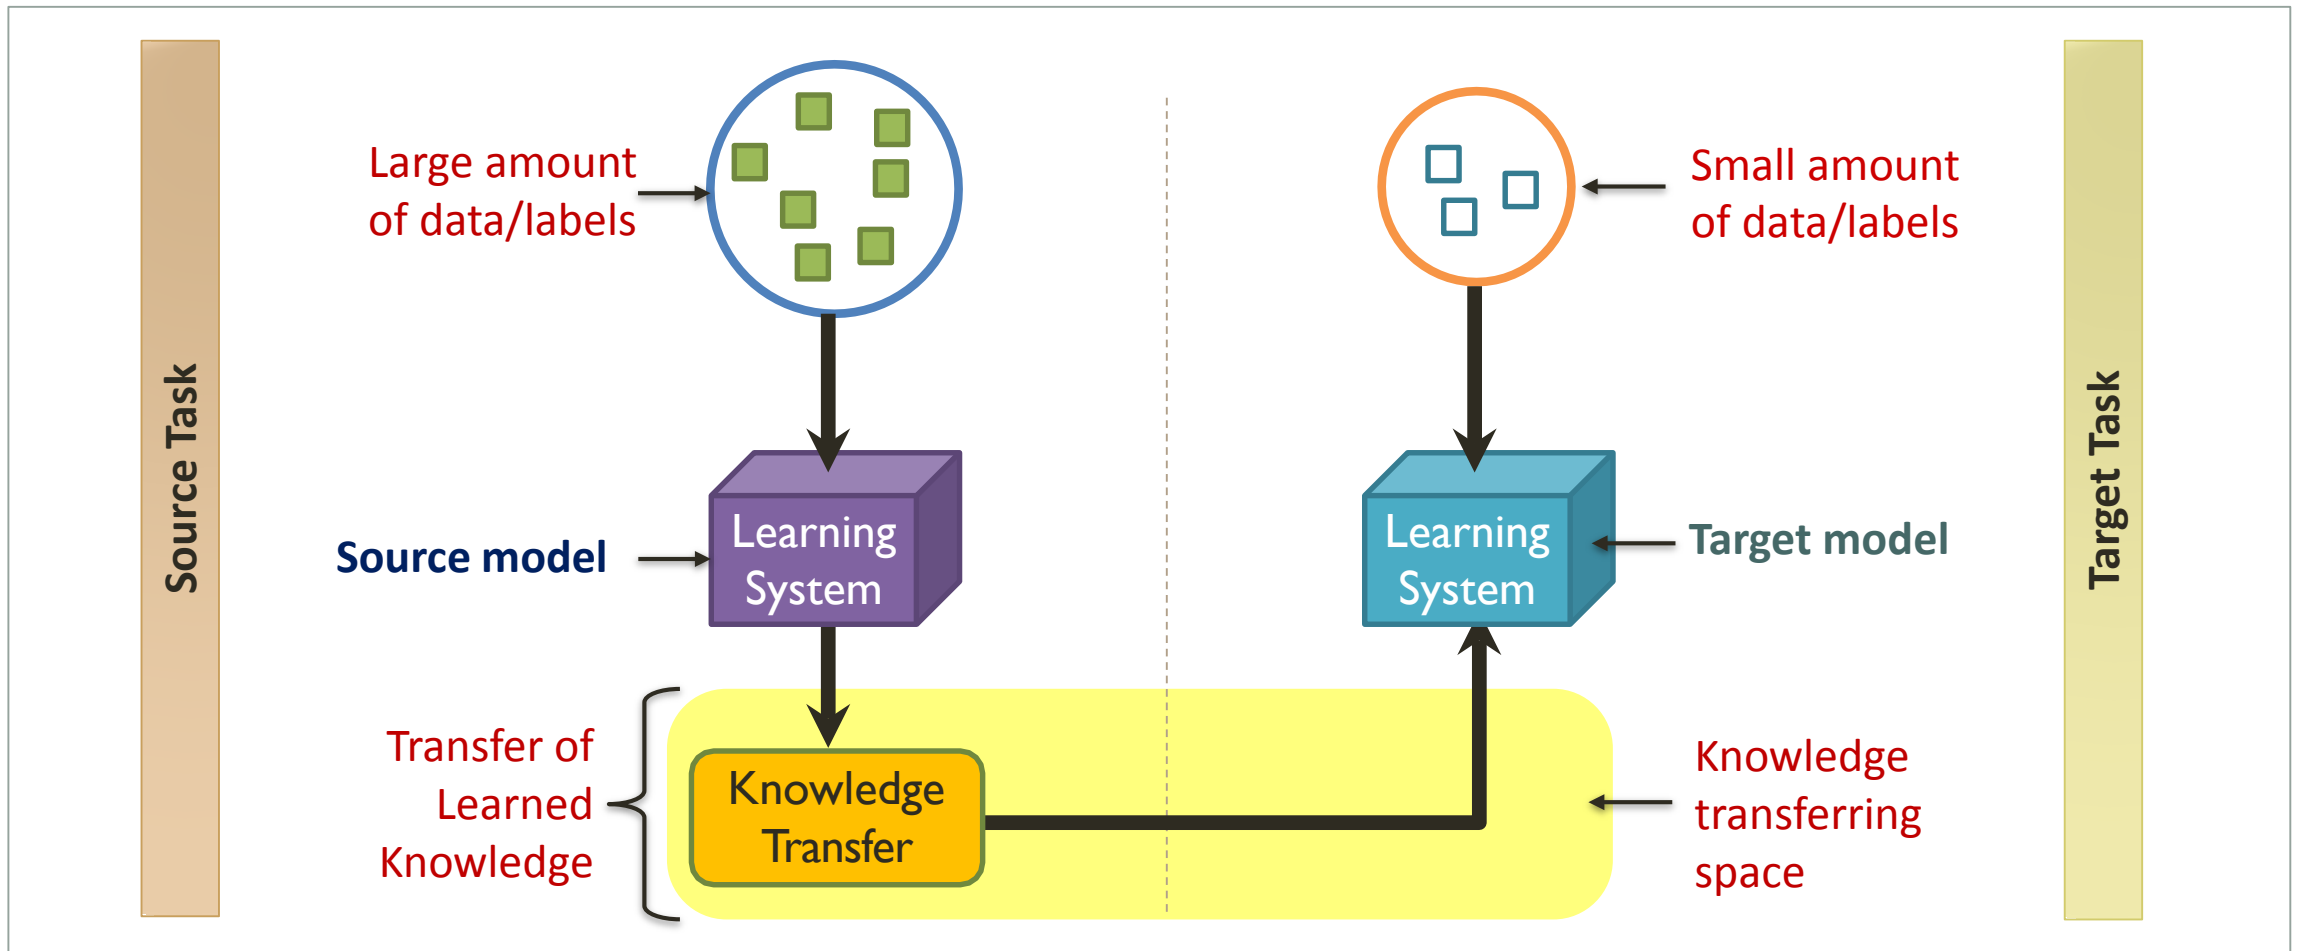 Source Task
Large amount
of data/labels
Small amount
of data/labels
Target Task
Source model
Learning
System
Learning
System
Target model
Transfer of
Learned
Knowledge
Knowledge
Transfer
Knowledge
transferring
space